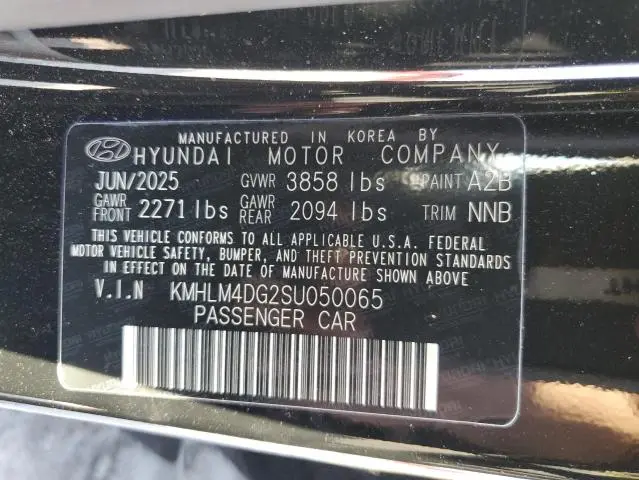 MANUFACTURED IN KOREA BY
HYUNDAI MOTOR COMPANY
JUN/2025 GVWR 3858 lbs PAINT A2B
GAWR FRONT 2271 lbs GAWR REAR 2094 lbs TRIM NNB
THIS VEHICLE CONFORMS TO ALL APPLICABLE U.S.A. FEDERAL
MOTOR VEHICLE SAFETY, BUMPER, AND THEFT PREVENTION STANDARDS
IN EFFECT ON THE DATE OF MANUFACTURE SHOWN ABOVE
V.I.N KMHLM4DG2SU050065
PASSENGER CAR